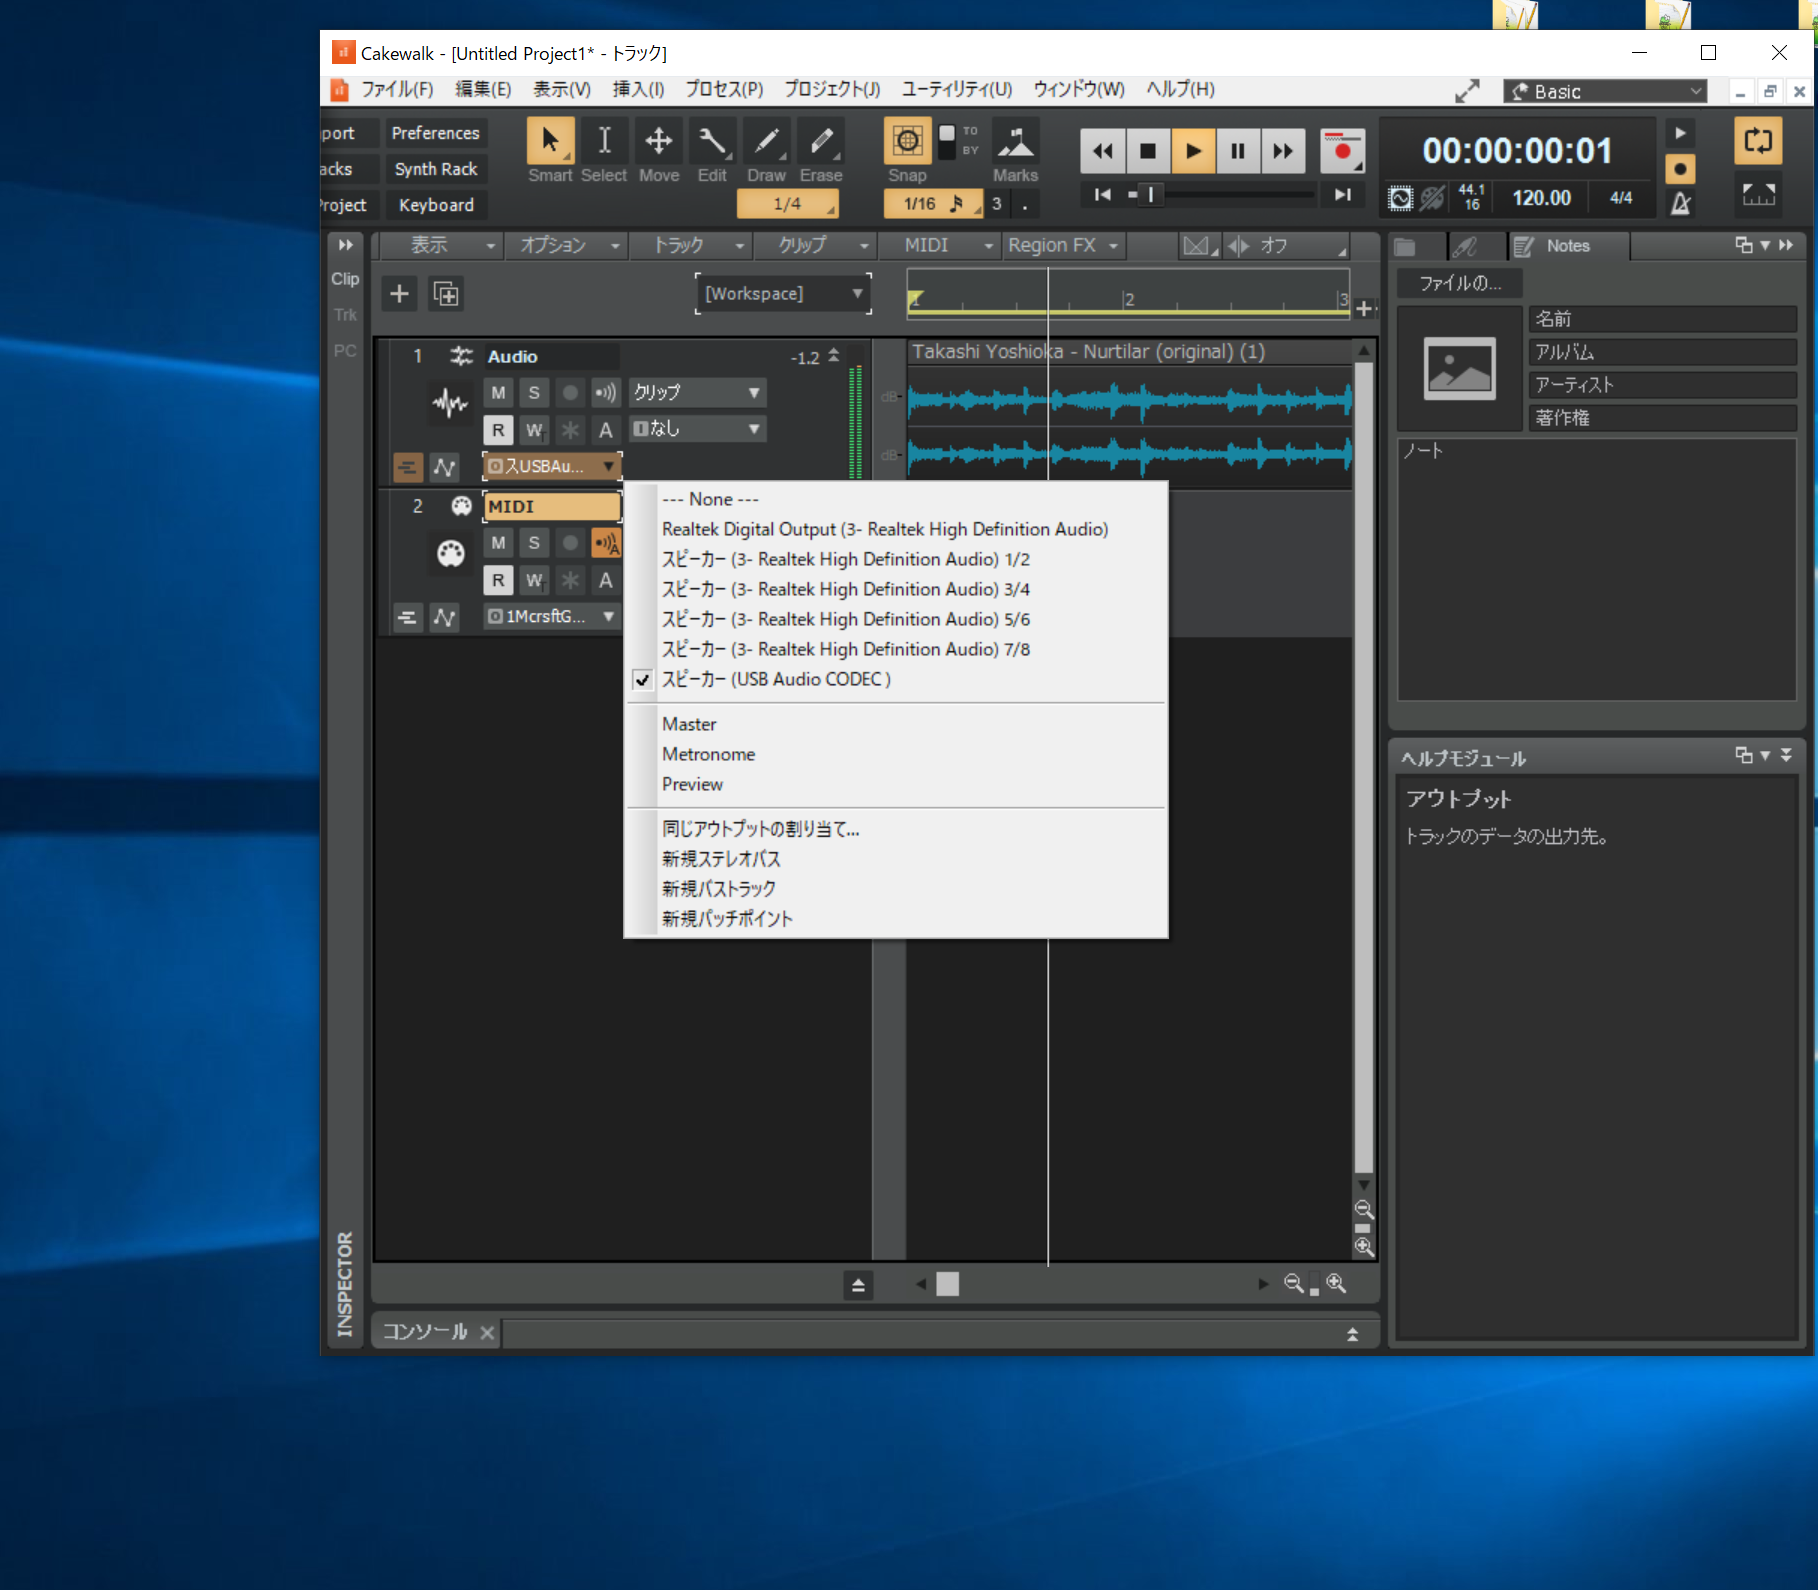 Cakewalk - [Untitled Project1* - トラック]
ファイル(F) 編集(E) 表示(V) 挿入(I) プロセス(P) プロジェクト(J) ユーティリティ(U) ウィンドウ(W) ヘルプ(H)
Basic
port Preferences
acks Synth Rack
roject Keyboard
Smart Select Move Edit Draw Erase
1/4
Snap
TO
BY
Marks
1/16 3 .
00:00:00:01
44.1
16
120.00 4/4
表示 オプション トラック クリップ MIDI Region FX オフ
Clip
Trk
PC
[Workspace]
1 2 3
1 Audio -1.2
M S クリップ
R W A なし
スUSBAu...
Takashi Yoshioka - Nurtilar (original) (1)
dB-
dB-
2 MIDI
M S A
R W A
1McrsftG...
--- None ---
Realtek Digital Output (3- Realtek High Definition Audio)
スピーカー (3- Realtek High Definition Audio) 1/2
スピーカー (3- Realtek High Definition Audio) 3/4
スピーカー (3- Realtek High Definition Audio) 5/6
スピーカー (3- Realtek High Definition Audio) 7/8
スピーカー (USB Audio CODEC )
Master
Metronome
Preview
同じアウトプットの割り当て...
新規ステレオバス
新規バストラック
新規パッチポイント
INSPECTOR
コンソール
Notes
ファイルの...
名前
アルバム
アーティスト
著作権
ノート
ヘルプモジュール
アウトプット
トラックのデータの出力先。